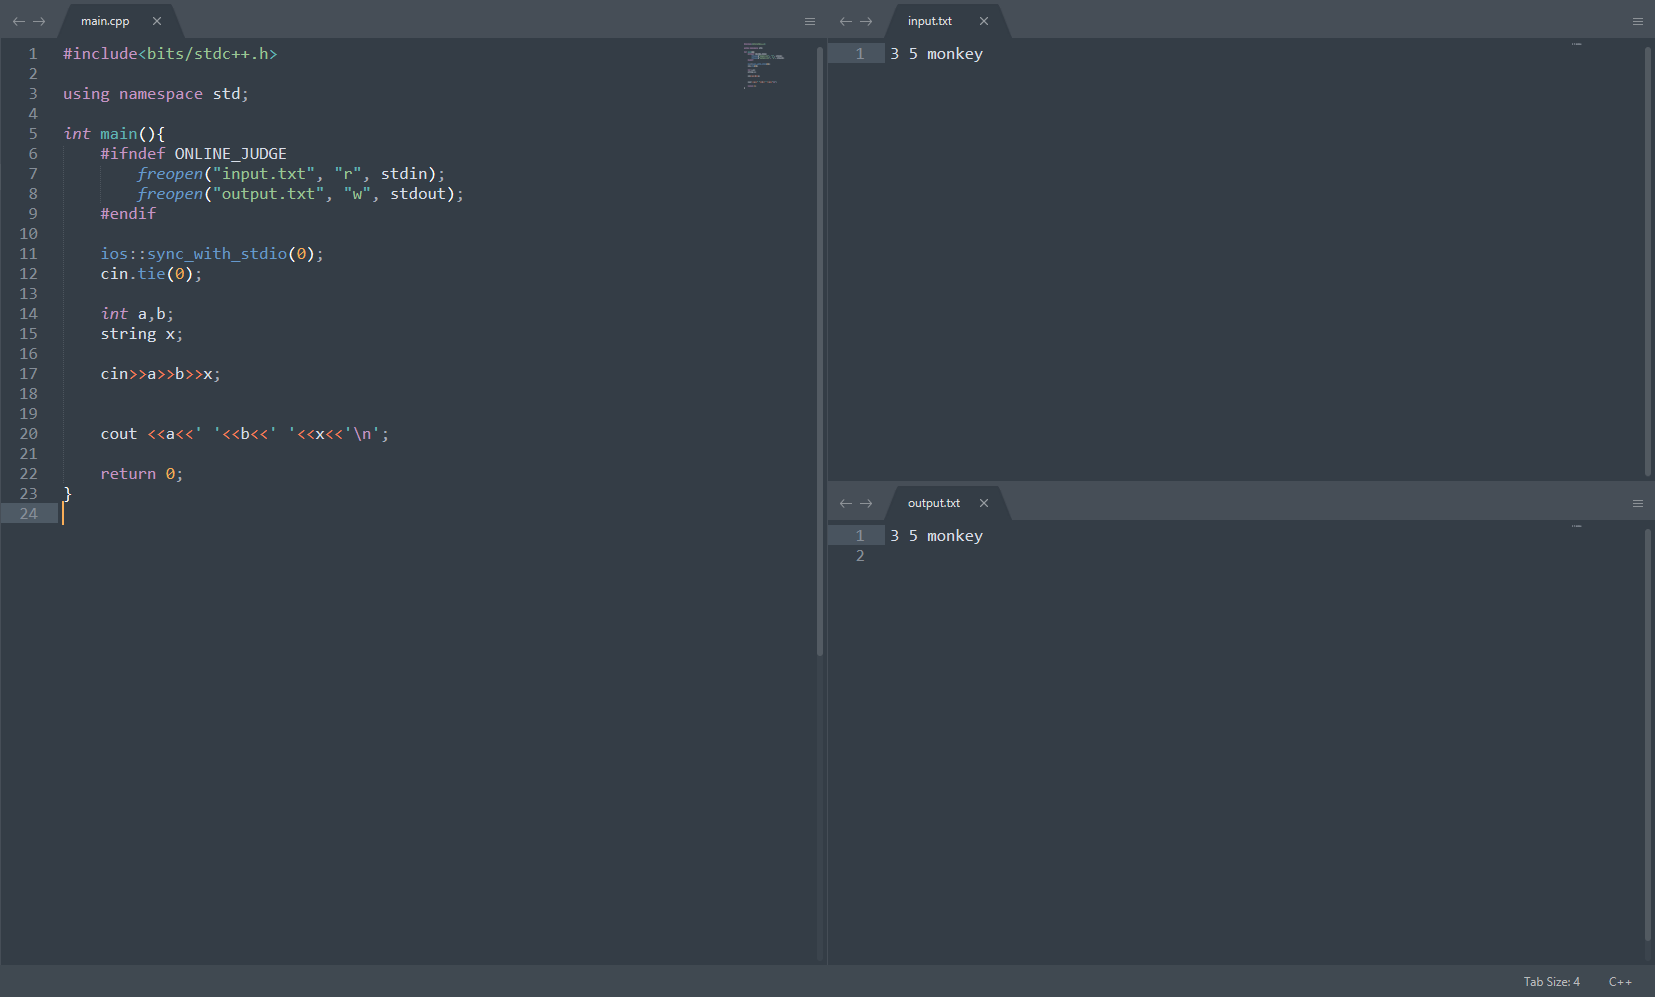 main.cpp
1 #include<bits/stdc++.h>
2
3 using namespace std;
4
5 int main(){
6 #ifndef ONLINE_JUDGE
7 freopen("input.txt", "r", stdin);
8 freopen("output.txt", "w", stdout);
9 #endif
10
11 ios::sync_with_stdio(0);
12 cin.tie(0);
13
14 int a,b;
15 string x;
16
17 cin>>a>>b>>x;
18
19
20 cout <<a<<' '<<b<<' '<<x<<'\n';
21
22 return 0;
23 }
24
input.txt
1 3 5 monkey
output.txt
1 3 5 monkey
2
Tab Size: 4 C++